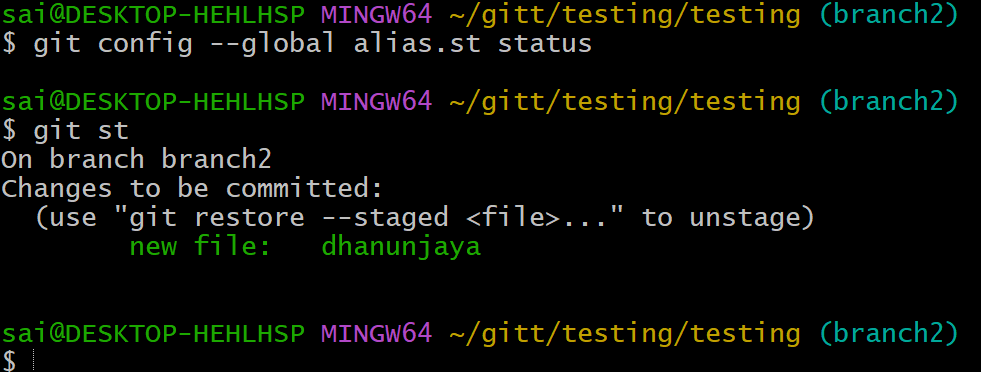 sai@DESKTOP-HEHLHSP MINGW64 ~/gitt/testing/testing (branch2)
$ git config --global alias.st status
sai@DESKTOP-HEHLHSP MINGW64 ~/gitt/testing/testing (branch2)
$ git st
On branch branch2
Changes to be committed:
  (use "git restore --staged <file>..." to unstage)
        new file:   dhanunjaya
sai@DESKTOP-HEHLHSP MINGW64 ~/gitt/testing/testing (branch2)
$